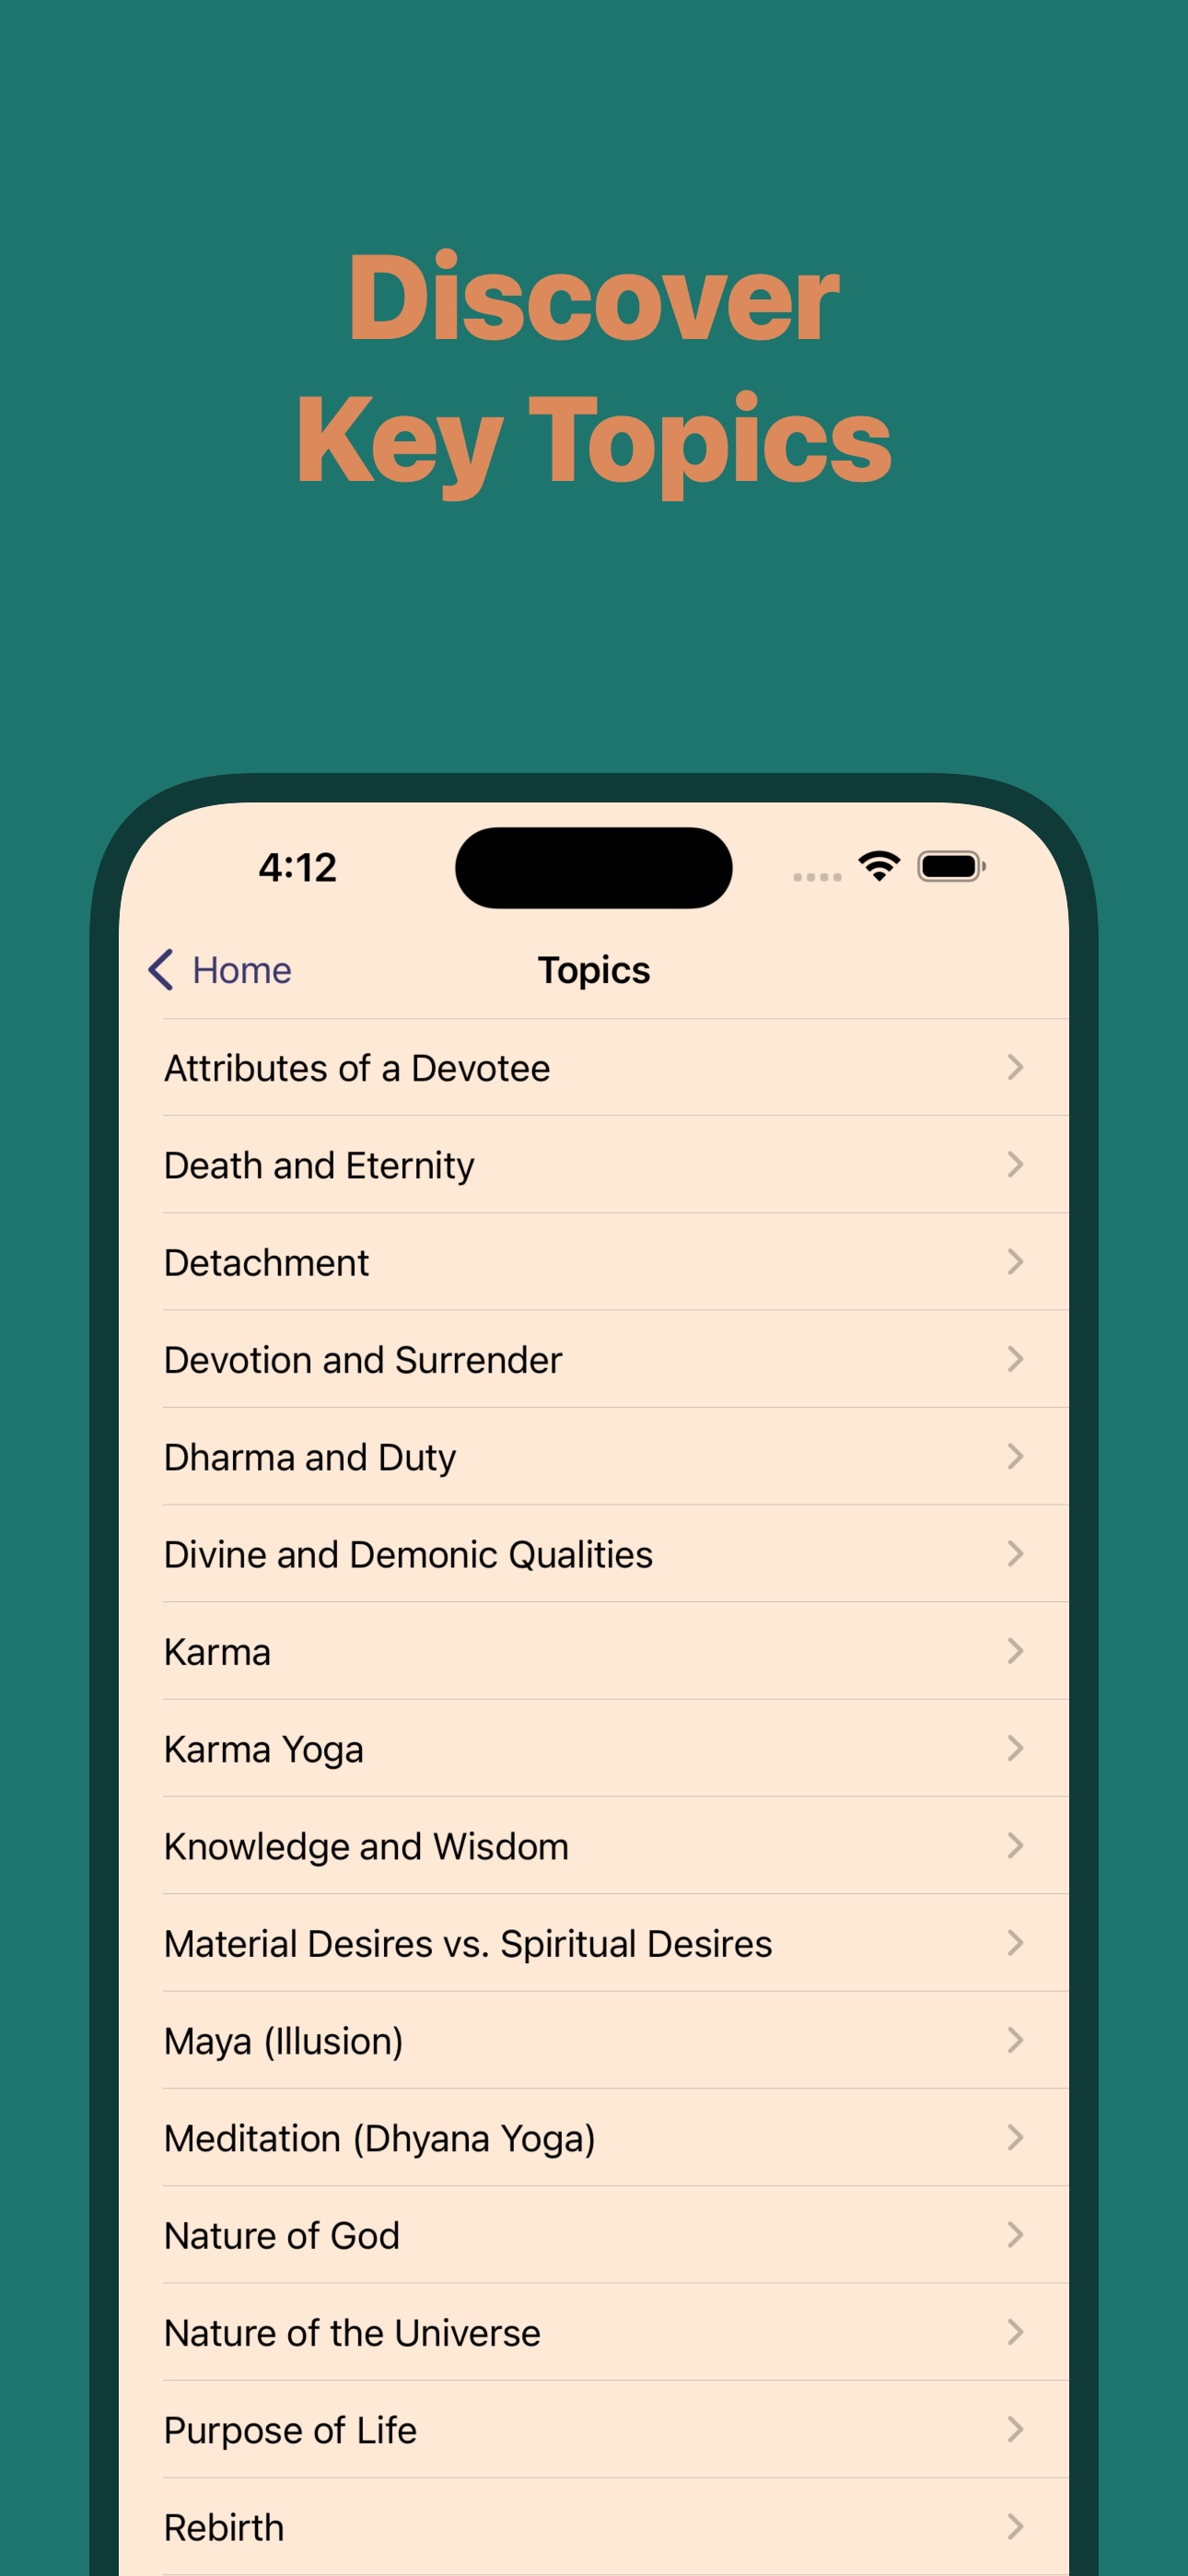 Discover
Key Topics
4:12
Home
Topics
Attributes of a Devotee
Death and Eternity
Detachment
Devotion and Surrender
Dharma and Duty
Divine and Demonic Qualities
Karma
Karma Yoga
Knowledge and Wisdom
Material Desires vs. Spiritual Desires
Maya (Illusion)
Meditation (Dhyana Yoga)
Nature of God
Nature of the Universe
Purpose of Life
Rebirth